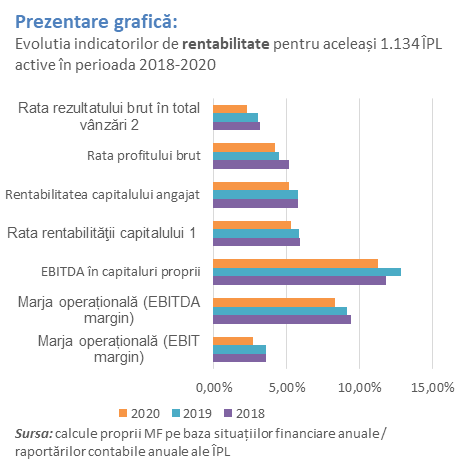 Prezentare grafică:
Evolutia indicatorilor de rentabilitate pentru aceleași 1.134 ÎPL
active în perioada 2018-2020
Rata rezultatului brut în total
vânzări 2
Rata profitului brut
Rentabilitatea capitalului angajat
Rata rentabilităţii capitalului 1
EBITDA în capitaluri proprii
Marja operațională (EBITDA
margin)
Marja operațională (EBIT
margin)
0,00% 5,00% 10,00% 15,00%
2020 2019 2018
Sursa: calcule proprii MF pe baza situațiilor financiare anuale/
raportărilor contabile anuale ale ÎPL